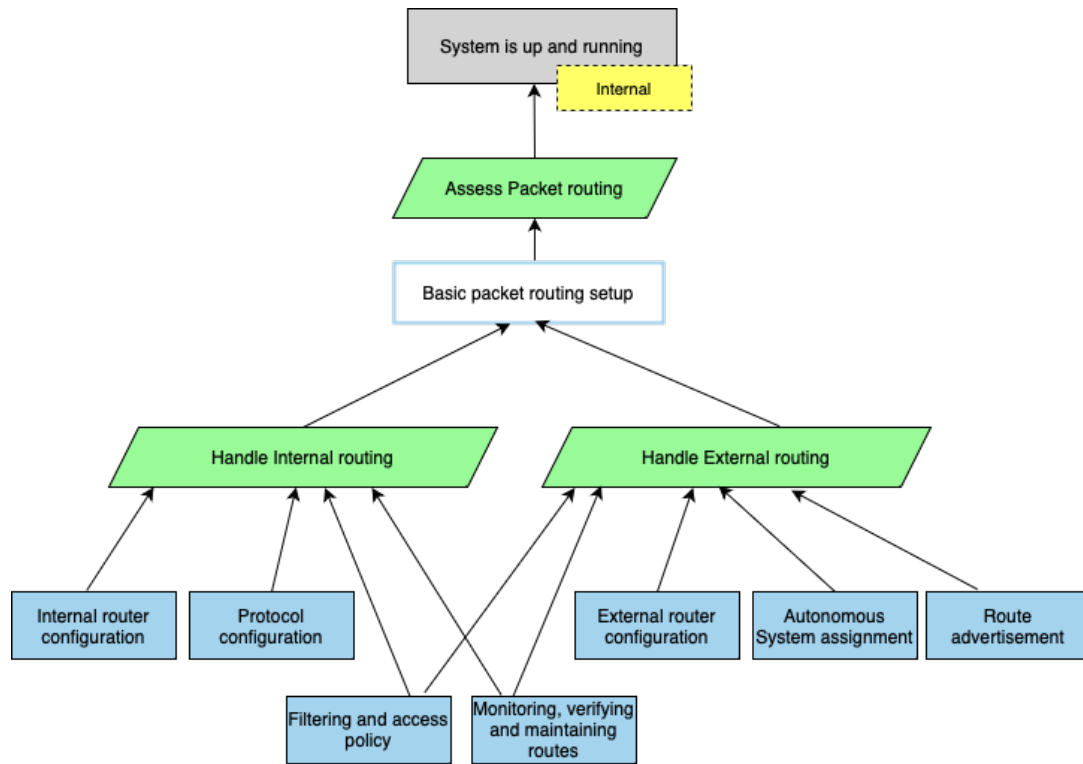 System is up and running
Internal
Assess Packet routing
Basic packet routing setup
Handle Internal routing
Handle External routing
Internal router
configuration
Protocol
configuration
External router
configuration
Autonomous
System assignment
Route
advertisement
Filtering and access
policy
Monitoring, verifying
and maintaining
routes